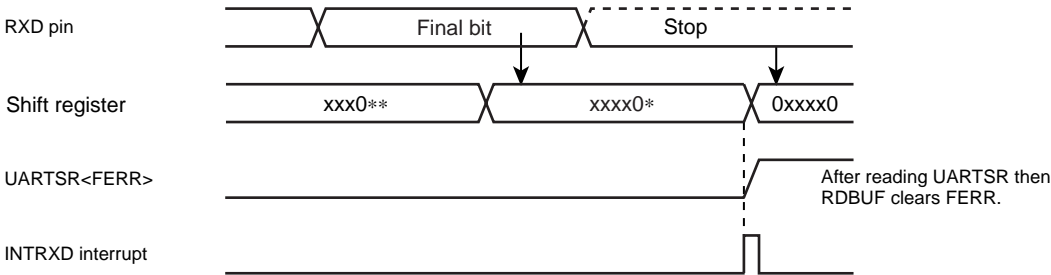 RXD pin
Final bit
Stop
Shift register
xxx0**
xxxx0*
0xxxx0
UARTSR<FERR>
After reading UARTSR then
RDBUF clears FERR.
INTRXD interrupt